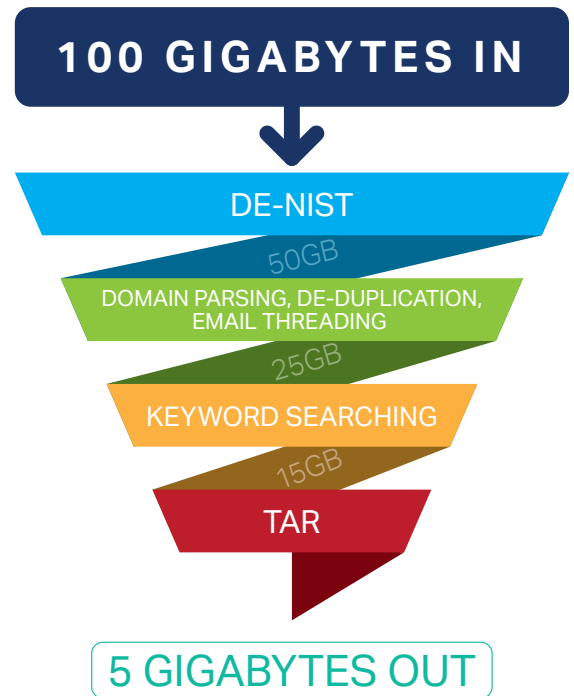 100 GIGABYTES IN
DE-NIST
50GB
DOMAIN PARSING, DE-DUPLICATION,
EMAIL THREADING
25GB
KEYWORD SEARCHING
15GB
TAR
5 GIGABYTES OUT